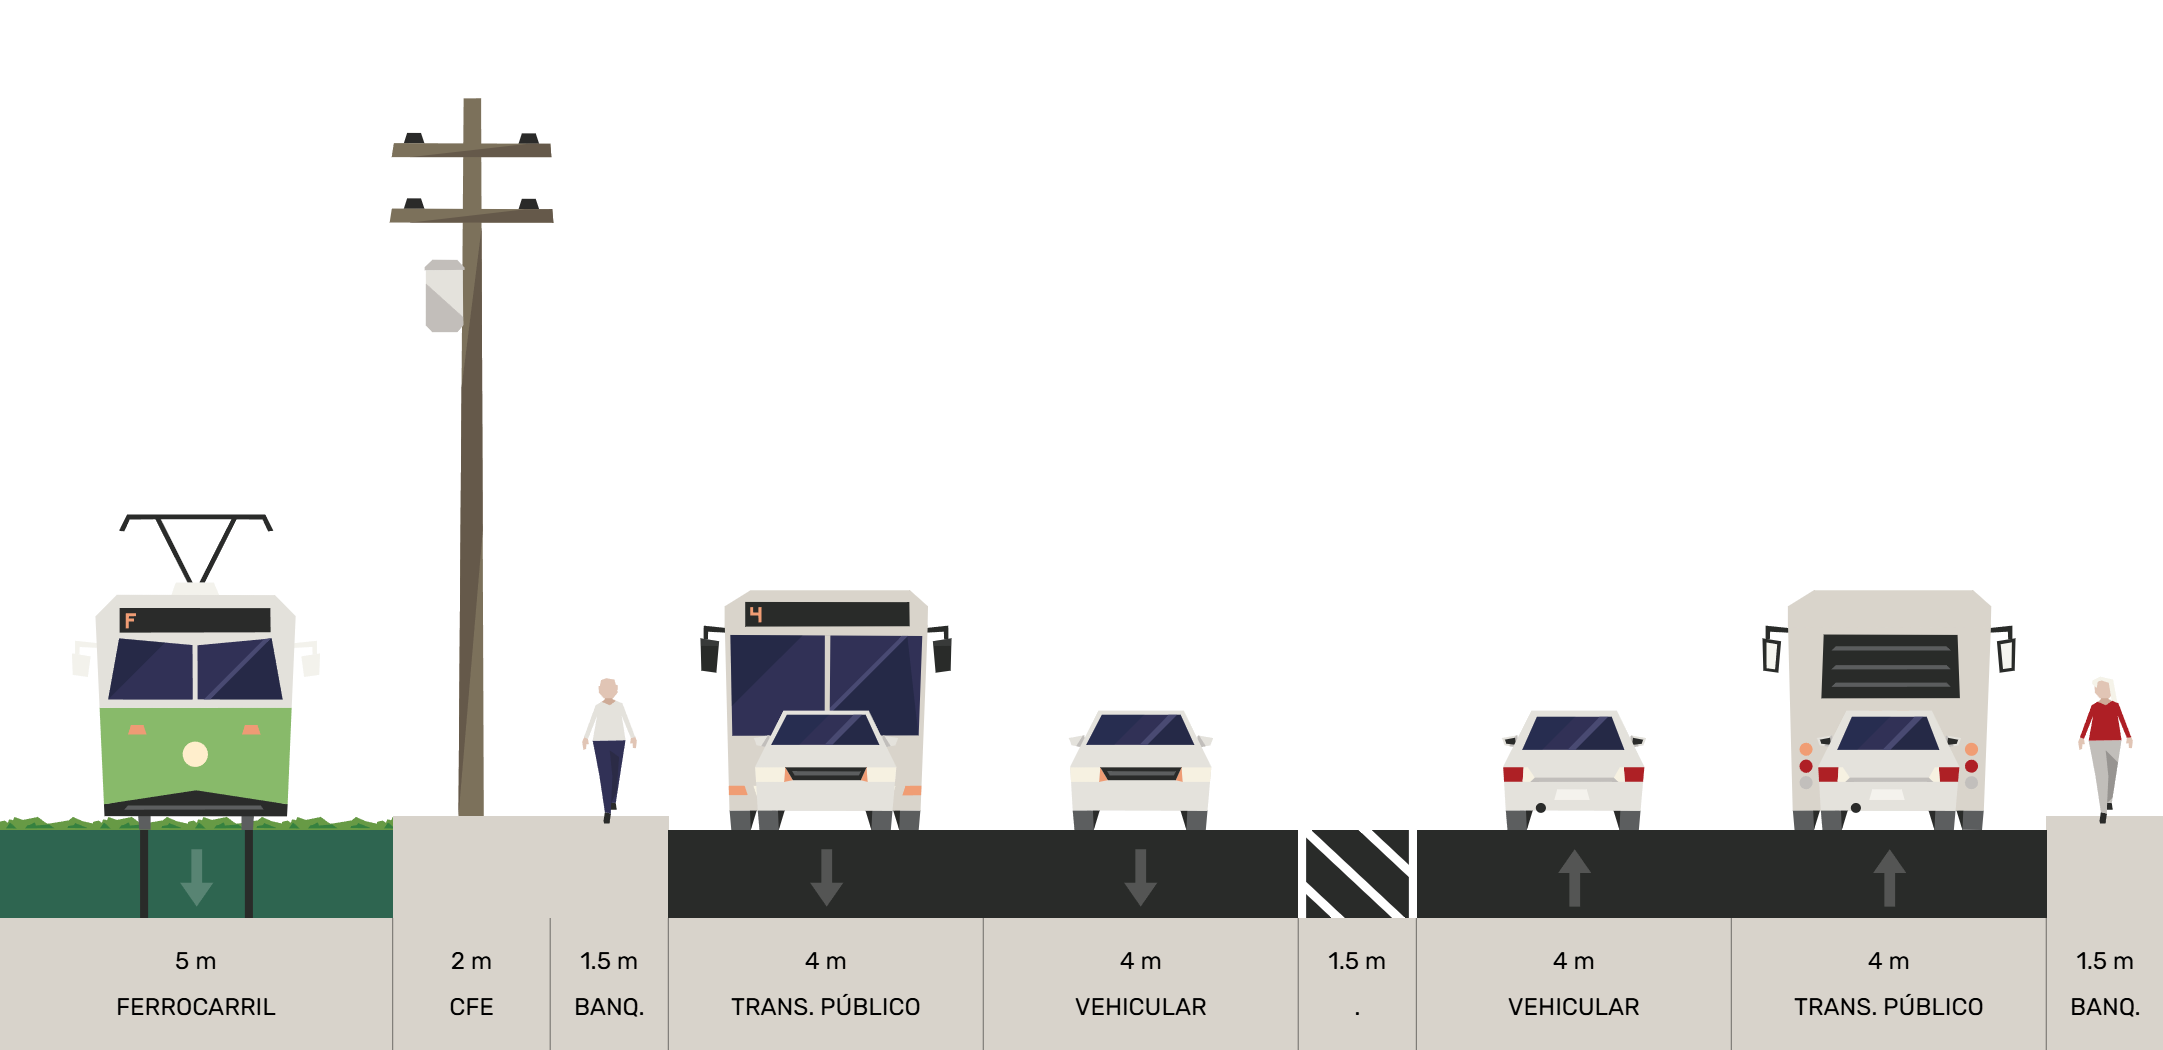 F
4
5 m
FERROCARRIL
2 m
CFE
1.5 m
BANQ.
4 m
TRANS. PÚBLICO
4 m
VEHICULAR
1.5 m
.
4 m
VEHICULAR
4 m
TRANS. PÚBLICO
1.5 m
BANQ.